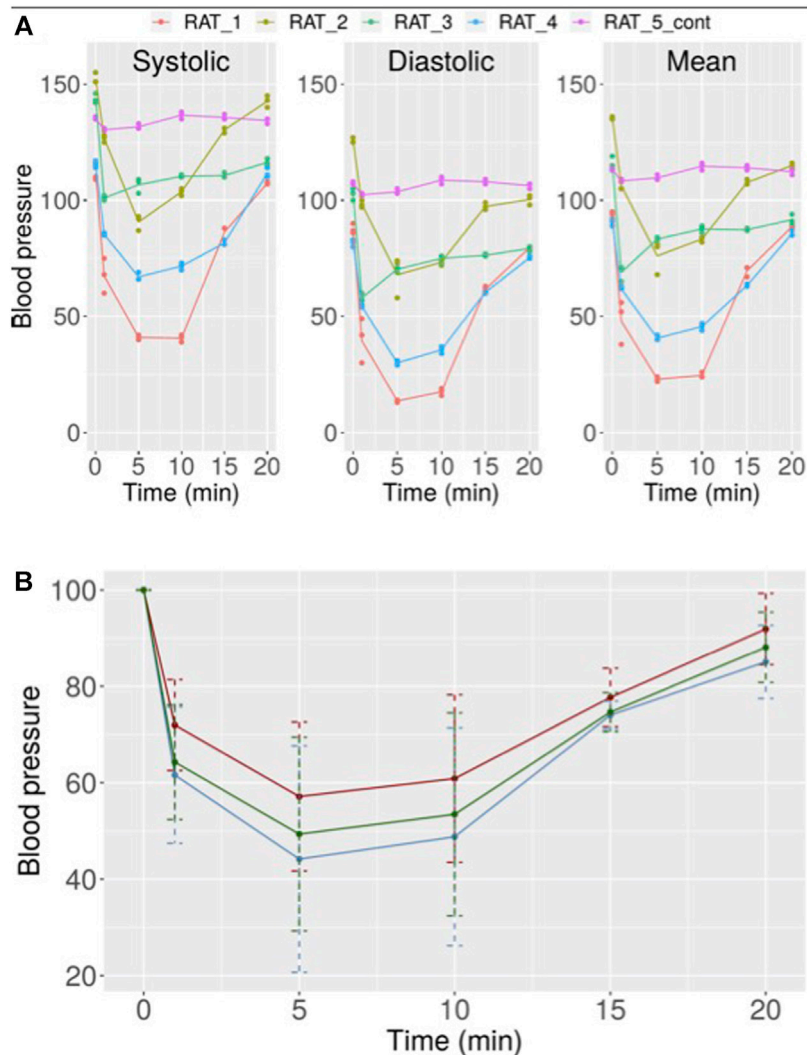 A
RAT_1 RAT_2 RAT_3 RAT_4 RAT_5_cont
Systolic Diastolic Mean
Blood pressure
150
100
50
0
150
100
50
0
150
100
50
0
0 5 10 15 20 0 5 10 15 20 0 5 10 15 20
Time (min) Time (min) Time (min)
B
Blood pressure
100
80
60
40
20
0 5 10 15 20
Time (min)